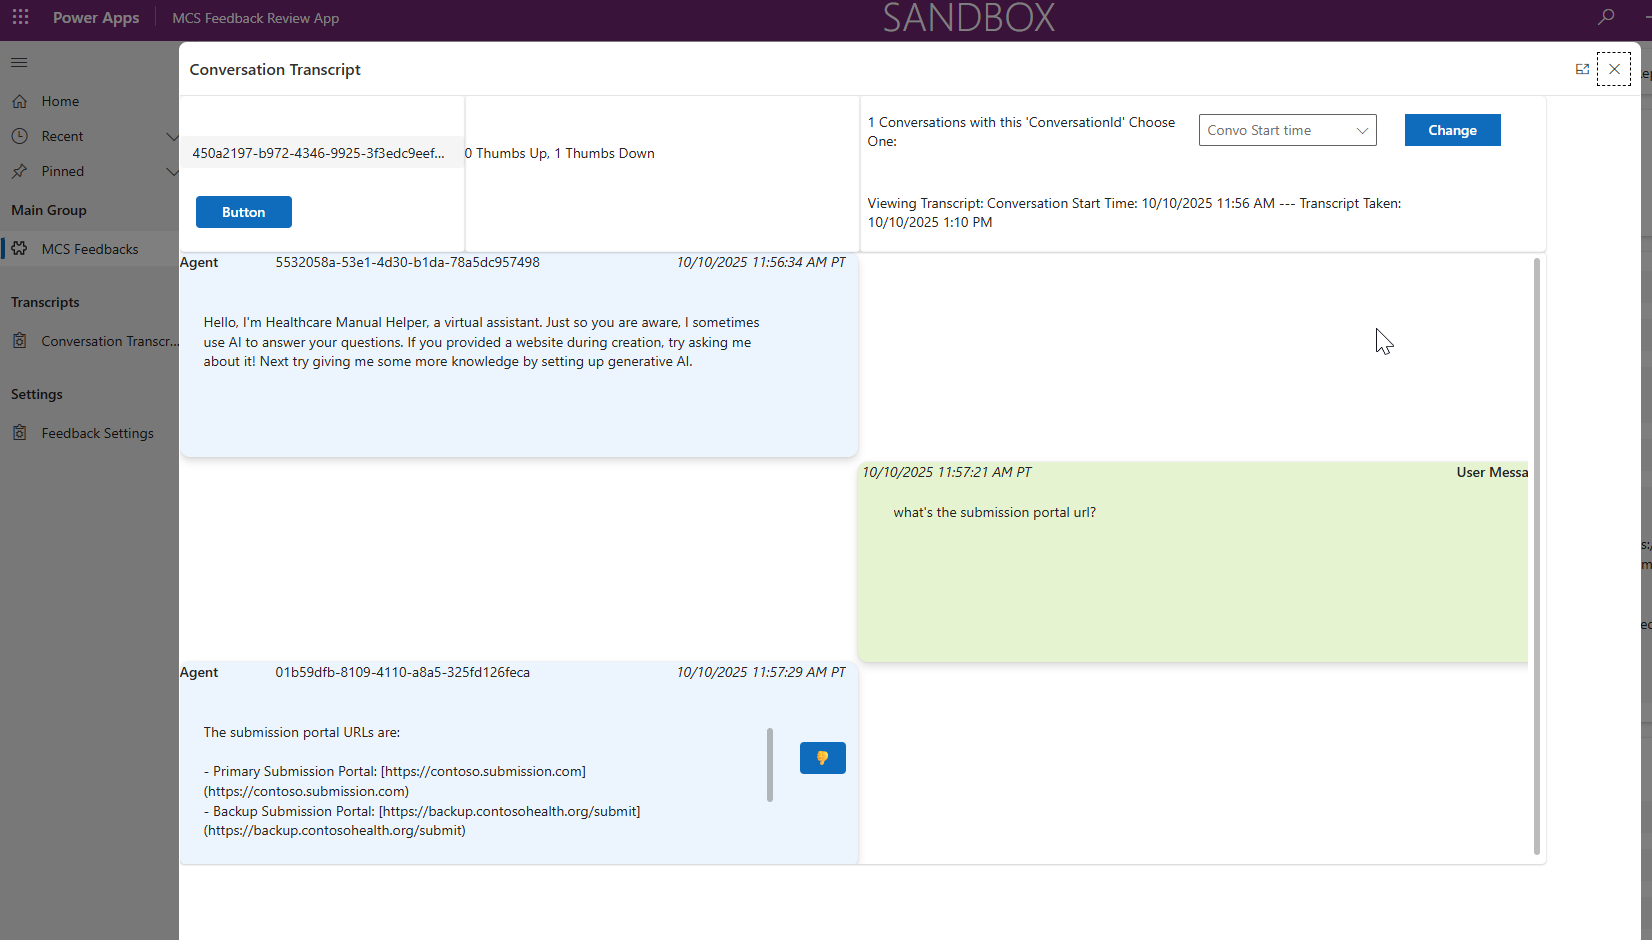 Power Apps
MCS Feedback Review App
SANDBOX
Conversation Transcript
Home
Recent
Pinned
Main Group
MCS Feedbacks
Transcripts
Conversation Transcr...
Settings
Feedback Settings
450a2197-b972-4346-9925-3f3edc9eef...
0 Thumbs Up, 1 Thumbs Down
Button
1 Conversations with this 'ConversationId' Choose
One:
Convo Start time
Change
Viewing Transcript: Conversation Start Time: 10/10/2025 11:56 AM --- Transcript Taken:
10/10/2025 1:10 PM
Agent 5532058a-53e1-4d30-b1da-78a5dc957498 10/10/2025 11:56:34 AM PT
Hello, I'm Healthcare Manual Helper, a virtual assistant. Just so you are aware, I sometimes
use AI to answer your questions. If you provided a website during creation, try asking me
about it! Next try giving me some more knowledge by setting up generative AI.
10/10/2025 11:57:21 AM PT User Messa
what's the submission portal url?
Agent 01b59dfb-8109-4110-a8a5-325fd126feca 10/10/2025 11:57:29 AM PT
The submission portal URLs are:
- Primary Submission Portal: [https://contoso.submission.com]
(https://contoso.submission.com)
- Backup Submission Portal: [https://backup.contosohealth.org/submit]
(https://backup.contosohealth.org/submit)